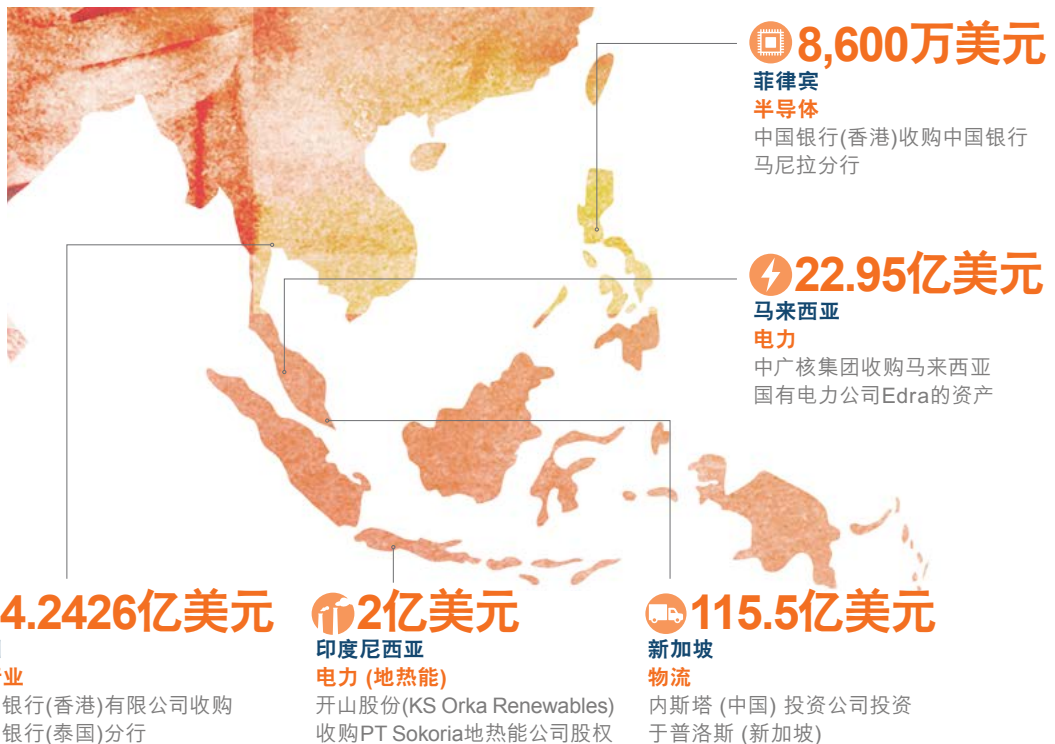 8,600万美元
菲律宾
半导体
中国银行(香港)收购中国银行
马尼拉分行
22.95亿美元
马来西亚
电力
中广核集团收购马来西亚
国有电力公司Edra的资产
4.2426亿美元
业
银行(香港)有限公司收购
银行(泰国)分行
2亿美元
印度尼西亚
电力 (地热能)
开山股份(KS Orka Renewables)
收购PT Sokoria地热能公司股权
115.5亿美元
新加坡
物流
内斯塔 (中国) 投资公司投资
于普洛斯 (新加坡)